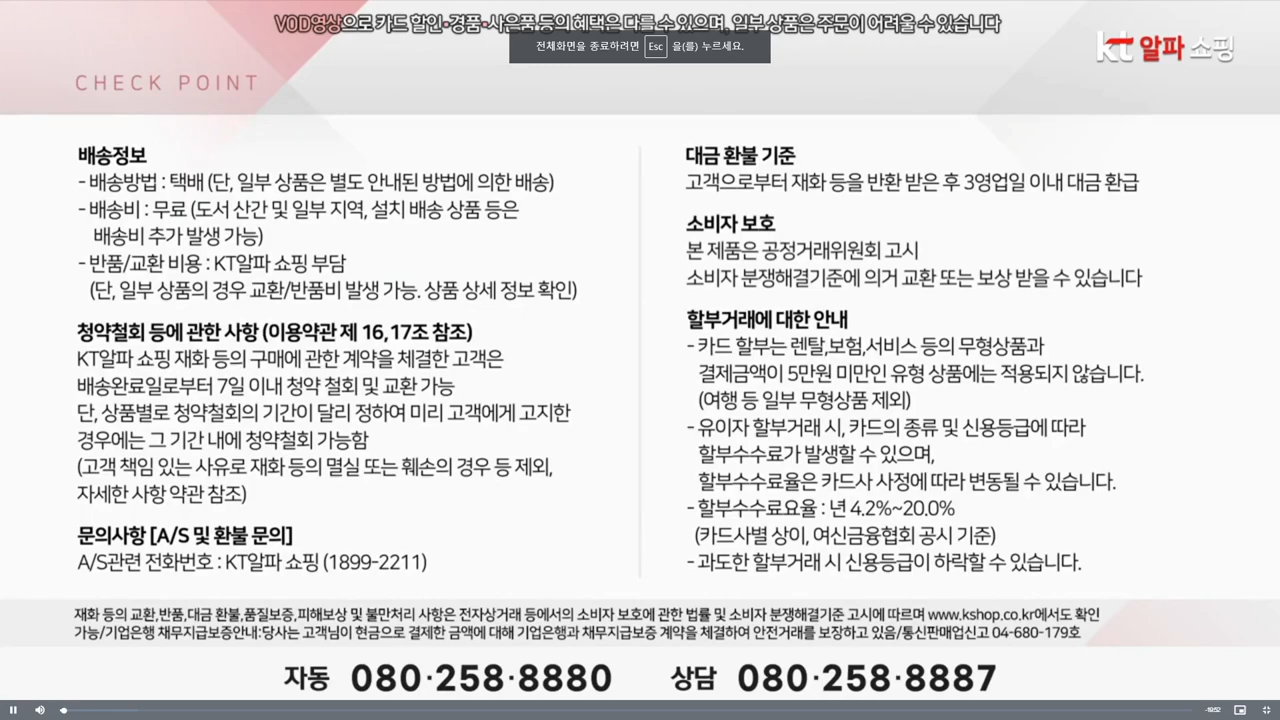 VOD영상으로 카드 할인•경품•사은품 등의 혜택은 다를 수 있으며, 일부 상품은 주문이 어려울 수 있습니다
전체화면을 종료하려면 Esc 을(를) 누르세요.
kt 알파 쇼핑
CHECK POINT
배송정보
- 배송방법 : 택배 (단, 일부 상품은 별도 안내된 방법에 의한 배송)
- 배송비 : 무료 (도서 산간 및 일부 지역, 설치 배송 상품 등은
배송비 추가 발생 가능)
- 반품/교환 비용 : KT알파 쇼핑 부담
(단, 일부 상품의 경우 교환/반품비 발생 가능. 상품 상세 정보 확인)
청약철회 등에 관한 사항 (이용약관 제 16,17조 참조)
KT알파 쇼핑 재화 등의 구매에 관한 계약을 체결한 고객은
배송완료일로부터 7일 이내 청약 철회 및 교환 가능
단, 상품별로 청약철회의 기간이 달리 정하여 미리 고객에게 고지한
경우에는 그 기간 내에 청약철회 가능함
(고객 책임 있는 사유로 재화 등의 멸실 또는 훼손의 경우 등 제외,
자세한 사항 약관 참조)
문의사항 [A/S 및 환불 문의]
A/S관련 전화번호 : KT알파 쇼핑 (1899-2211)
대금 환불 기준
고객으로부터 재화 등을 반환 받은 후 3영업일 이내 대금 환급
소비자 보호
본 제품은 공정거래위원회 고시
소비자 분쟁해결기준에 의거 교환 또는 보상 받을 수 있습니다
할부거래에 대한 안내
- 카드 할부는 렌탈,보험,서비스 등의 무형상품과
결제금액이 5만원 미만인 유형 상품에는 적용되지 않습니다.
(여행 등 일부 무형상품 제외)
- 유이자 할부거래 시, 카드의 종류 및 신용등급에 따라
할부수수료가 발생할 수 있으며,
할부수수료율은 카드사 사정에 따라 변동될 수 있습니다.
- 할부수수료요율 : 년 4.2%~20.0%
(카드사별 상이, 여신금융협회 공시 기준)
- 과도한 할부거래 시 신용등급이 하락할 수 있습니다.
재화 등의 교환,반품,대금 환불,품질보증,피해보상 및 불만처리 사항은 전자상거래 등에서의 소비자 보호에 관한 법률 및 소비자 분쟁해결기준 고시에 따르며 www.kshop.co.kr에서도 확인
가능/기업은행 채무지급보증안내:당사는 고객님이 현금으로 결제한 금액에 대해 기업은행과 채무지급보증 계약을 체결하여 안전거래를 보장하고 있음/통신판매업신고 04-680-179호
자동 080·258·8880 상담 080·258·8887
-19:52